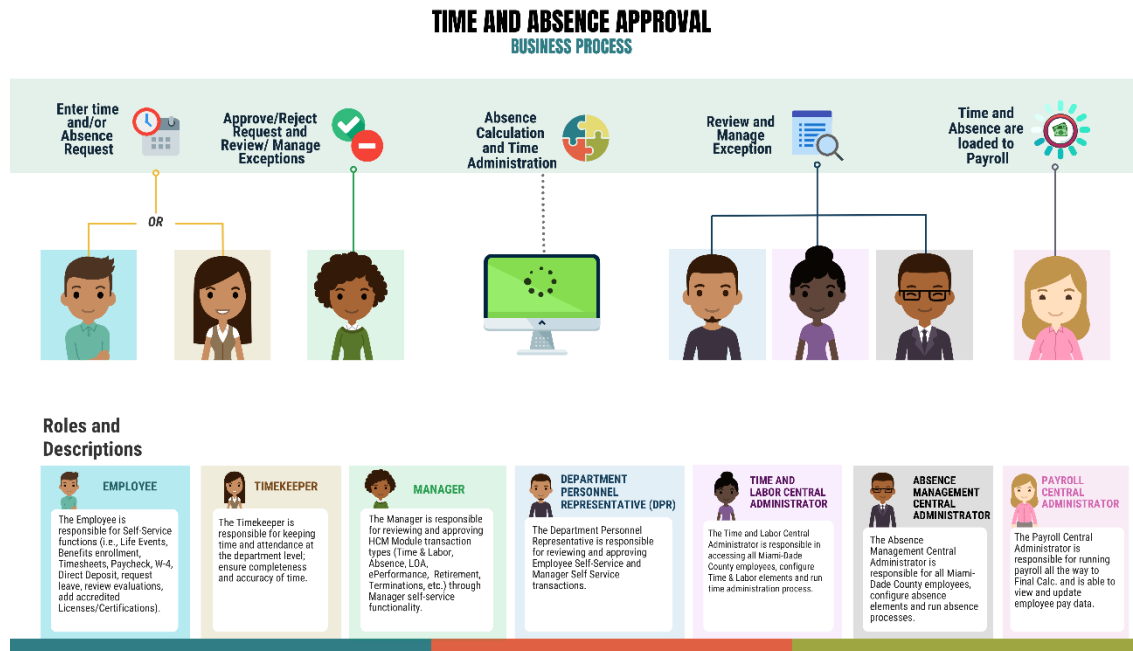 TIME AND ABSENCE APPROVAL
BUSINESS PROCESS
Enter time
and/or
Absence
Request
Approve/Reject
Request and
Review/ Manage
Exceptions
Absence
Calculation
and Time
Administration
Review and
Manage
Exception
Time and
Absence are
loaded to
Payroll
OR
Roles and
Descriptions
EMPLOYEE
The Employee is
responsible for Self-Service
functions (i.e., Life Events,
Benefits enrollment,
Timesheets, Paycheck, W-4,
Direct Deposit, request
leave, review evaluations,
add accredited
Licenses/Certifications).
TIMEKEEPER
The Timekeeper is
responsible for keeping
time and attendance at
the department level;
ensure completeness
and accuracy of time.
MANAGER
The Manager is responsible
for reviewing and approving
HCM Module transaction
types (Time & Labor,
Absence, LOA,
ePerformance, Retirement,
Terminations, etc.) through
Manager self-service
functionality.
DEPARTMENT
PERSONNEL
REPRESENTATIVE (DPR)
The Department Personnel
Representative is responsible
for reviewing and approving
Employee Self-Service and
Manager Self Service
transactions.
TIME AND
LABOR CENTRAL
ADMINISTRATOR
The Time and Labor Central
Administrator is responsible in
accessing all Miami-Dade
County employees, configure
Time & Labor elements and run
time administration process.
ABSENCE
MANAGEMENT
CENTRAL
ADMINISTRATOR
The Absence
Management Central
Administrator is
responsible for all Miami-
Dade County employees,
configure absence
elements and run absence
processes.
PAYROLL
CENTRAL
ADMINISTRATOR
The Payroll Central
Administrator is
responsible for running
payroll all the way to
Final Calc. and is able to
view and update
employee pay data.